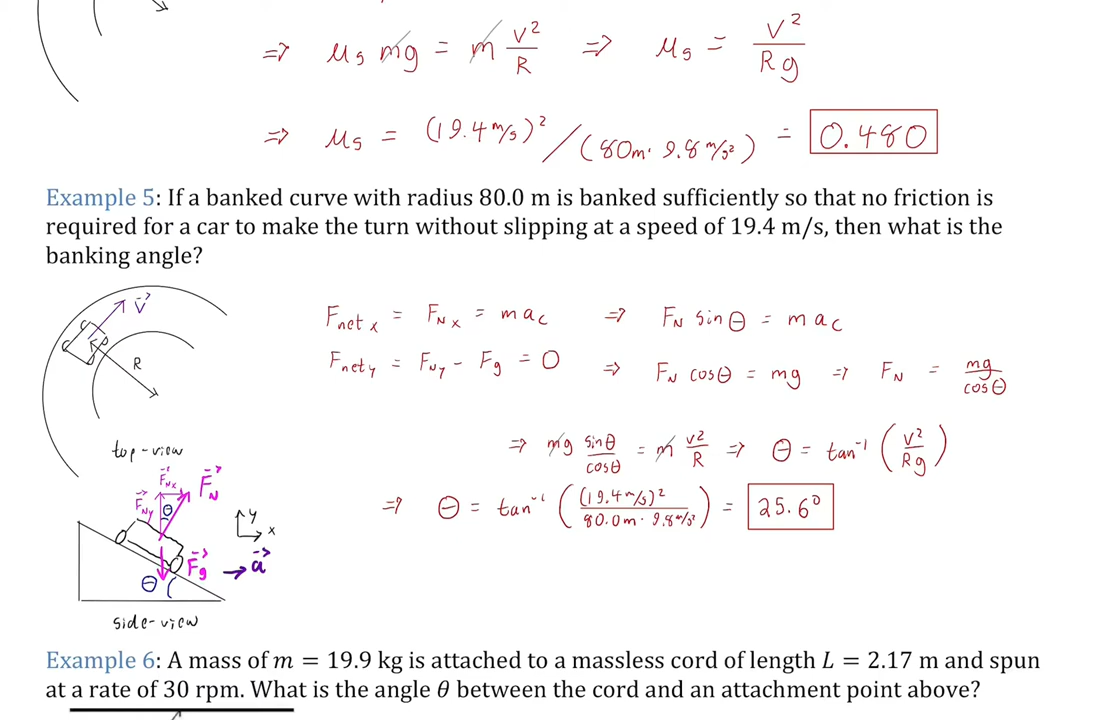 => μs mg = m v²/R => μs = v²/Rg
=> μs = (19.4 m/s)² / (80m · 9.8 m/s²) = 0.480
Example 5: If a banked curve with radius 80.0 m is banked sufficiently so that no friction is
required for a car to make the turn without slipping at a speed of 19.4 m/s, then what is the
banking angle?
v⃗
R
top-view
F⃗Nx
F⃗Ny
F⃗N
θ
y
x
F⃗g
a⃗
θ
side-view
Fnet x = FNx = mac => FN sinθ = mac
Fnet y = FNy - Fg = 0 => FN cosθ = mg => FN = mg/cosθ
=> mg sinθ/cosθ = m v²/R => θ = tan⁻¹ (v²/Rg)
=> θ = tan⁻¹ ((19.4 m/s)²/80.0m · 9.8 m/s²) = 25.6°
Example 6: A mass of m = 19.9 kg is attached to a massless cord of length L = 2.17 m and spun
at a rate of 30 rpm. What is the angle θ between the cord and an attachment point above?